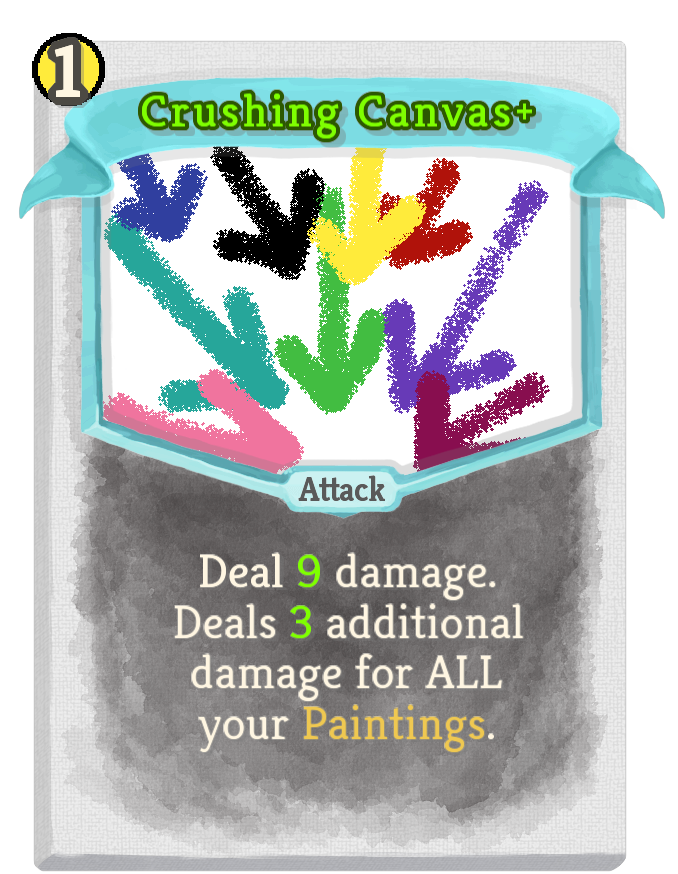 1
Crushing Canvas+
Attack
Deal 9 damage.
Deals 3 additional
damage for ALL
your Paintings.